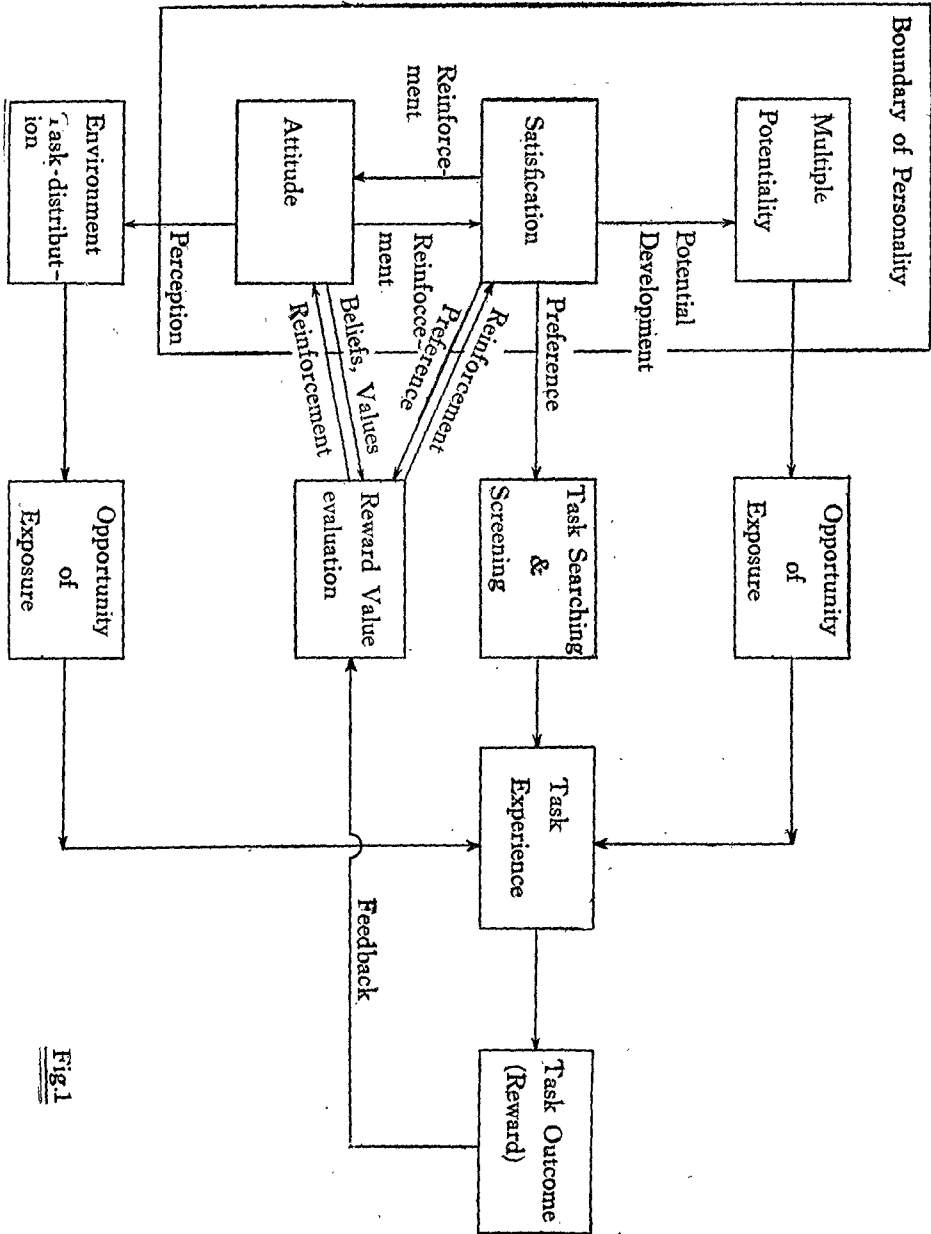 Boundary of Personality
Multiple
Potentiality
Opportunity
of
Exposure
Potential
Development
Satisfication
Preference
Task Searching
&
Screening
Task
Experience
Task Outcome
(Reward)
Reinforce-
ment
Reinfocce-
ment
Reinforcement
Preference
Attitude
Beliefs, Values
Reinforcement
Reward Value
evaluation
Feedback
Perception
Environment
Task-distribut-
ion
Opportunity
of
Exposure
Fig.1